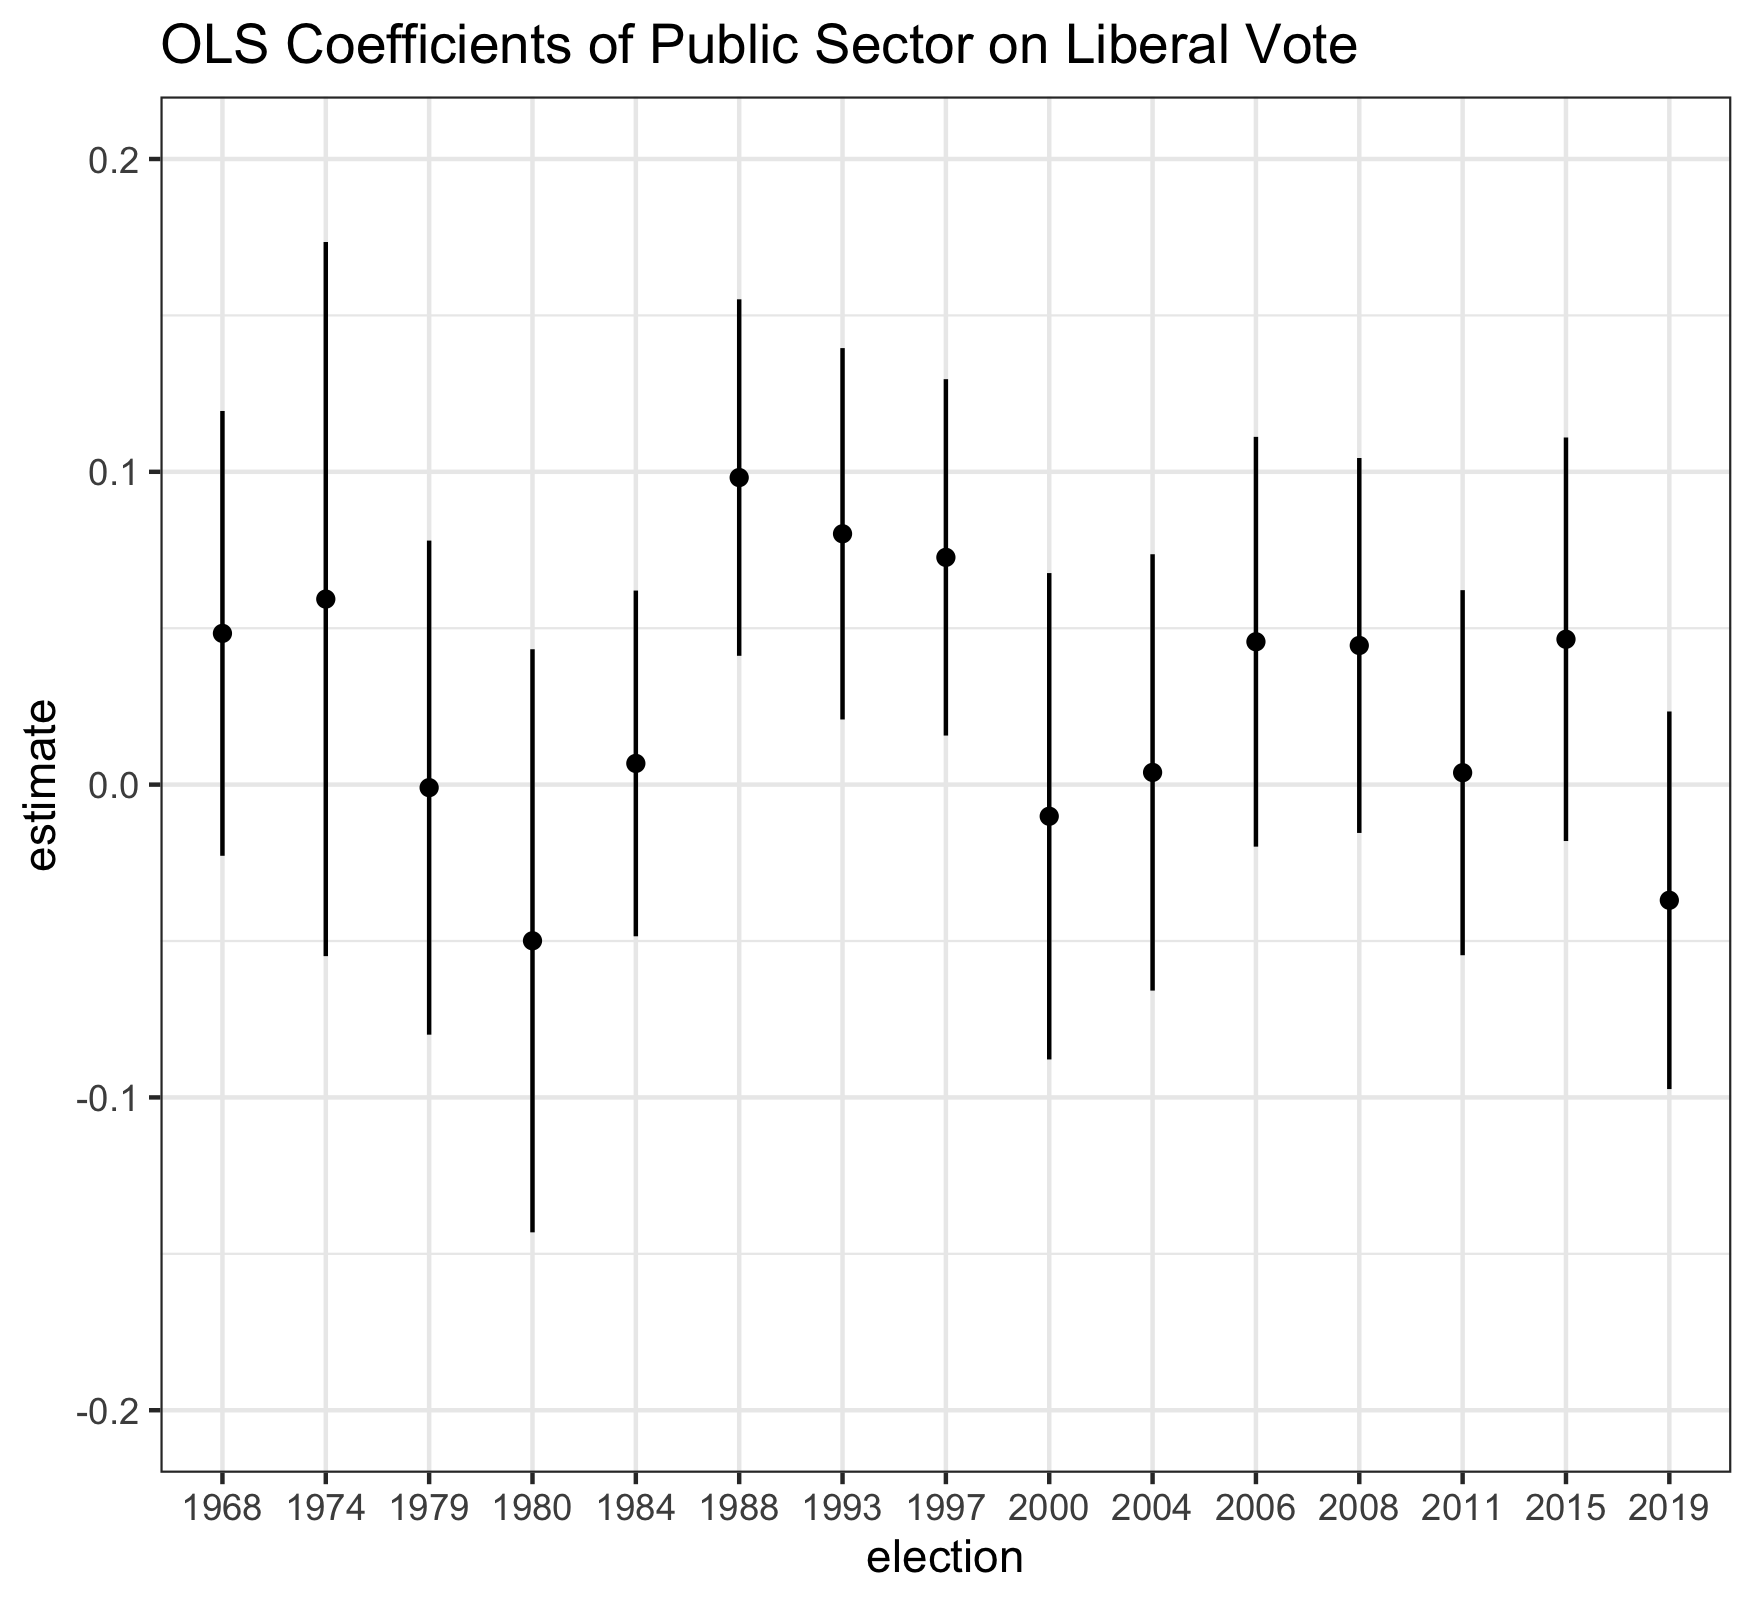 OLS Coefficients of Public Sector on Liberal Vote
0.2
0.1
0.0
-0.1
-0.2
estimate
1968 1974 1979 1980 1984 1988 1993 1997 2000 2004 2006 2008 2011 2015 2019
election